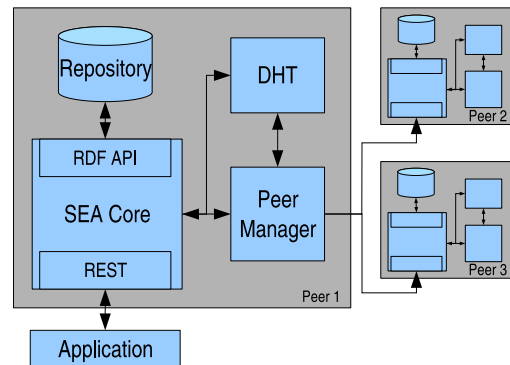 Repository
DHT
RDF API
SEA Core
REST
Peer
Manager
Peer 1
Application
Peer 2
Peer 3